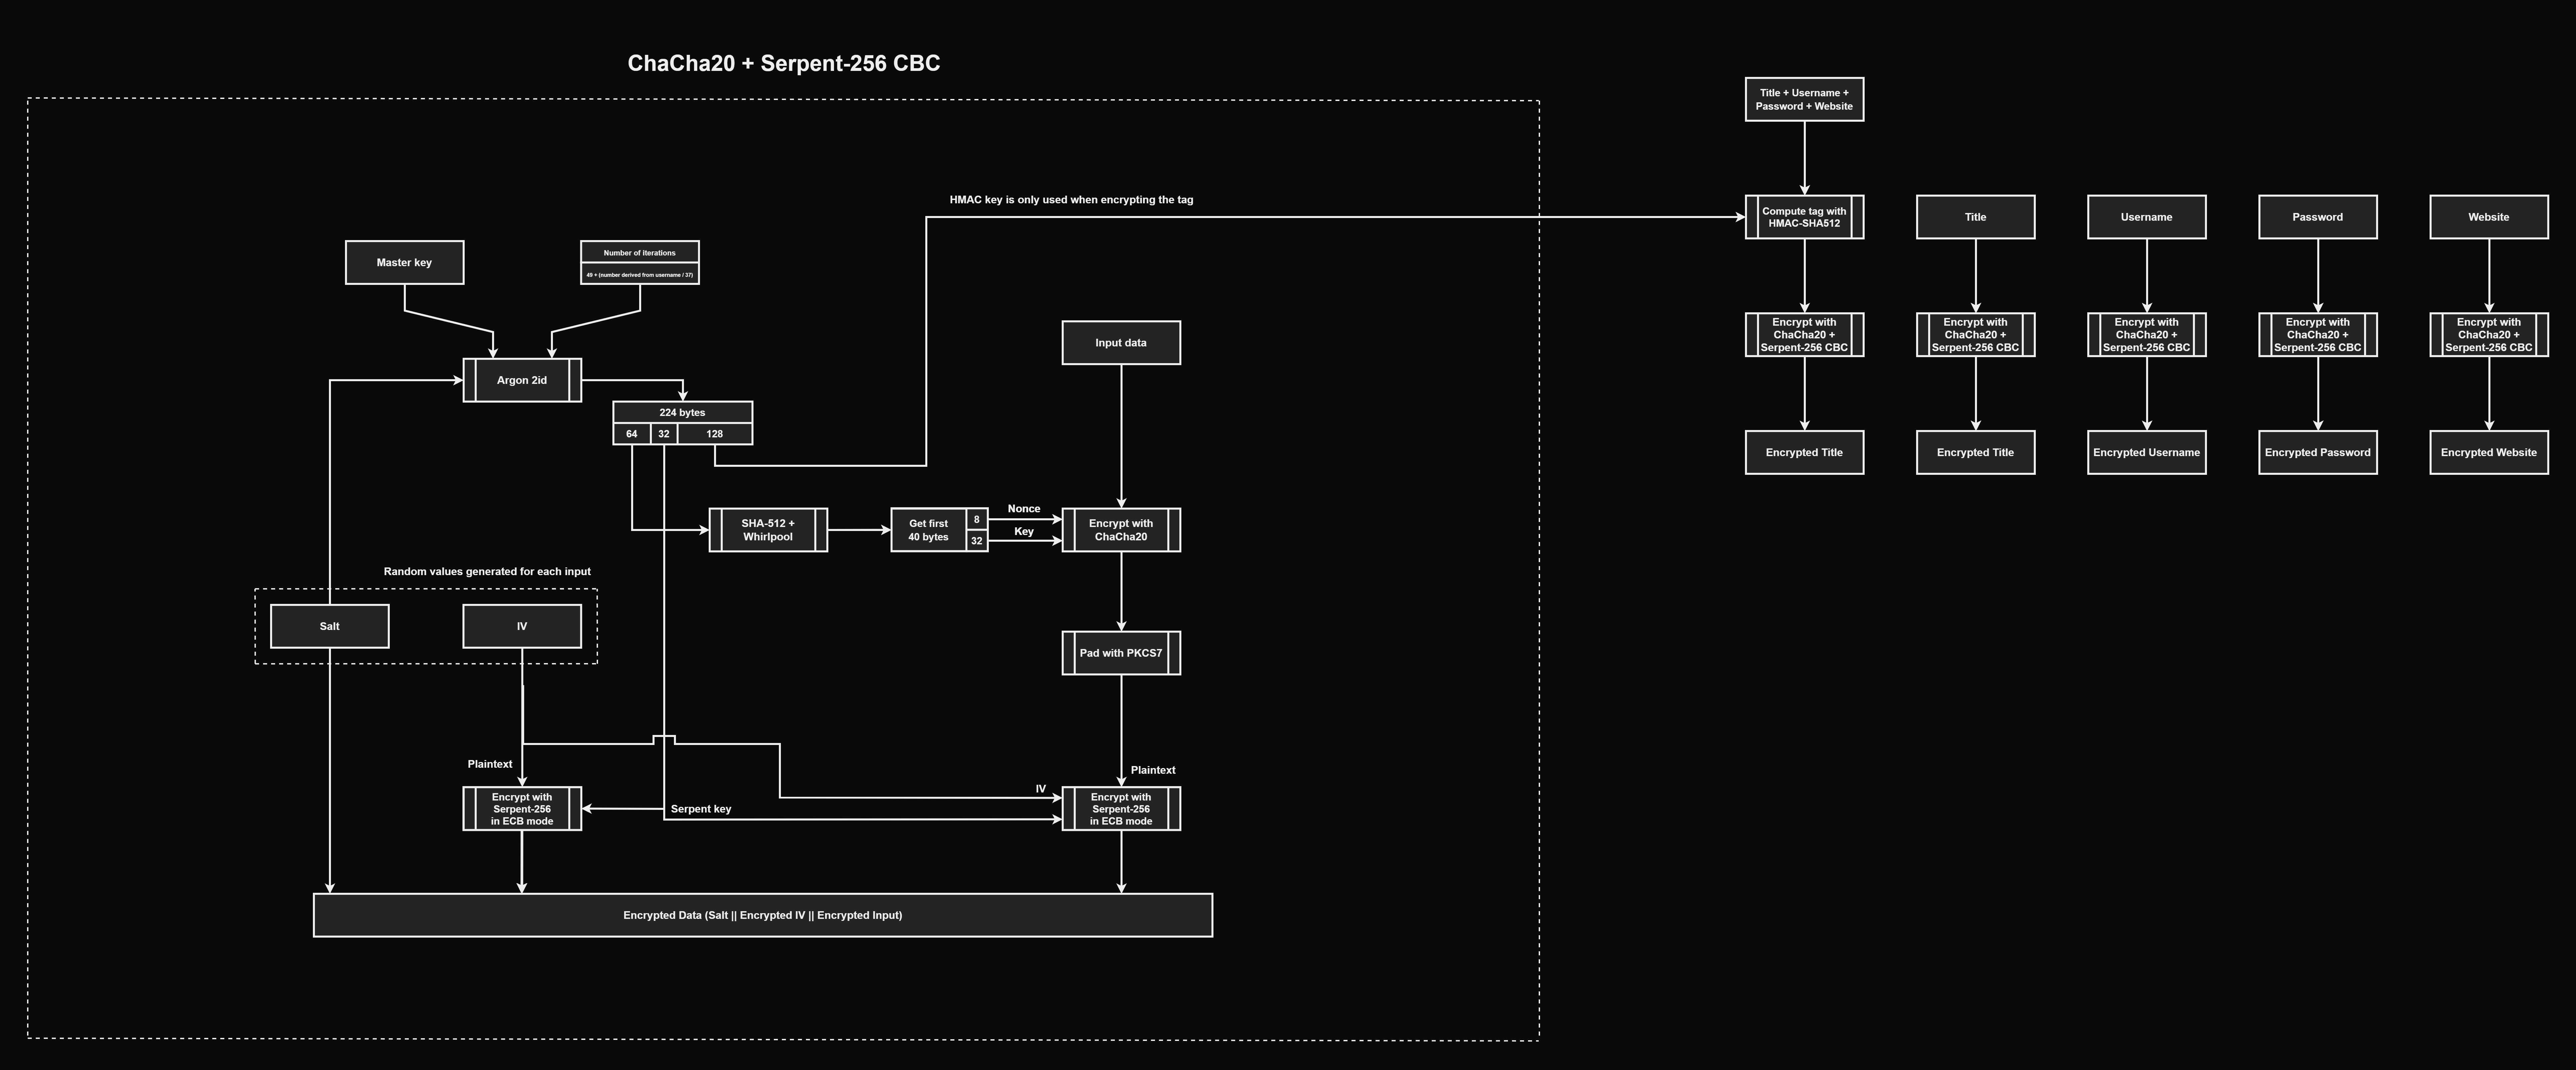 ChaCha20 + Serpent-256 CBC
Title + Username +
Password + Website
HMAC key is only used when encrypting the tag
Compute tag with
HMAC-SHA512
Title
Username
Password
Website
Master key
Number of iterations
49 + (number derived from username / 37)
Encrypt with
ChaCha20 +
Serpent-256 CBC
Encrypt with
ChaCha20 +
Serpent-256 CBC
Encrypt with
ChaCha20 +
Serpent-256 CBC
Encrypt with
ChaCha20 +
Serpent-256 CBC
Encrypt with
ChaCha20 +
Serpent-256 CBC
Input data
Argon 2id
224 bytes
64
32
128
Encrypted Title
Encrypted Title
Encrypted Username
Encrypted Password
Encrypted Website
SHA-512 +
Whirlpool
Get first
40 bytes
8
32
Nonce
Key
Encrypt with
ChaCha20
Random values generated for each input
Salt
IV
Pad with PKCS7
Plaintext
Plaintext
IV
Encrypt with
Serpent-256
in ECB mode
Serpent key
Encrypt with
Serpent-256
in ECB mode
Encrypted Data (Salt || Encrypted IV || Encrypted Input)